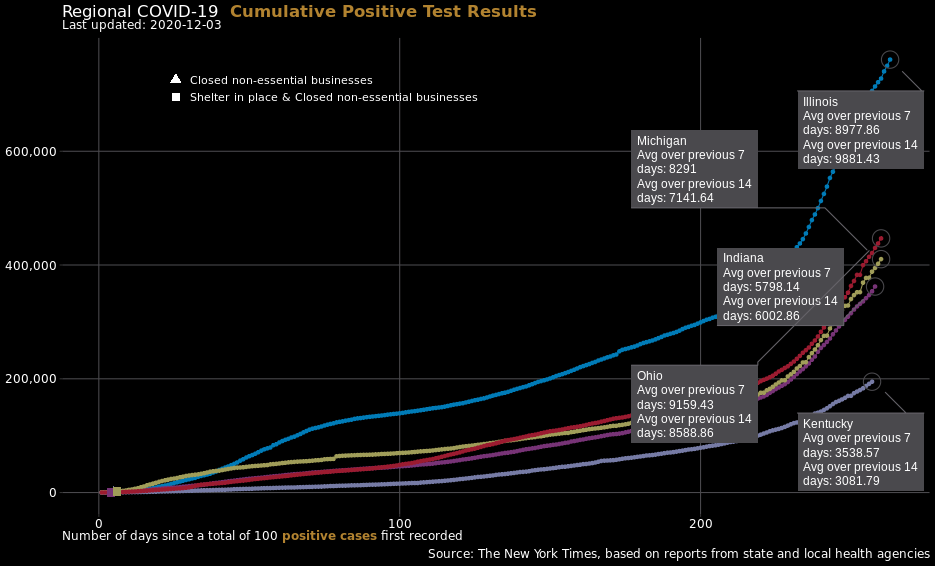 Regional COVID-19 Cumulative Positive Test Results
Last updated: 2020-12-03
Closed non-essential businesses
Shelter in place & Closed non-essential businesses
Illinois
Avg over previous 7
days: 8977.86
Avg over previous 14
days: 9881.43
Michigan
Avg over previous 7
days: 8291
Avg over previous 14
days: 7141.64
Indiana
Avg over previous 7
days: 5798.14
Avg over previous 14
days: 6002.86
Ohio
Avg over previous 7
days: 9159.43
Avg over previous 14
days: 8588.86
Kentucky
Avg over previous 7
days: 3538.57
Avg over previous 14
days: 3081.79
600,000
400,000
200,000
0
0 100 200
Number of days since a total of 100 positive cases first recorded
Source: The New York Times, based on reports from state and local health agencies